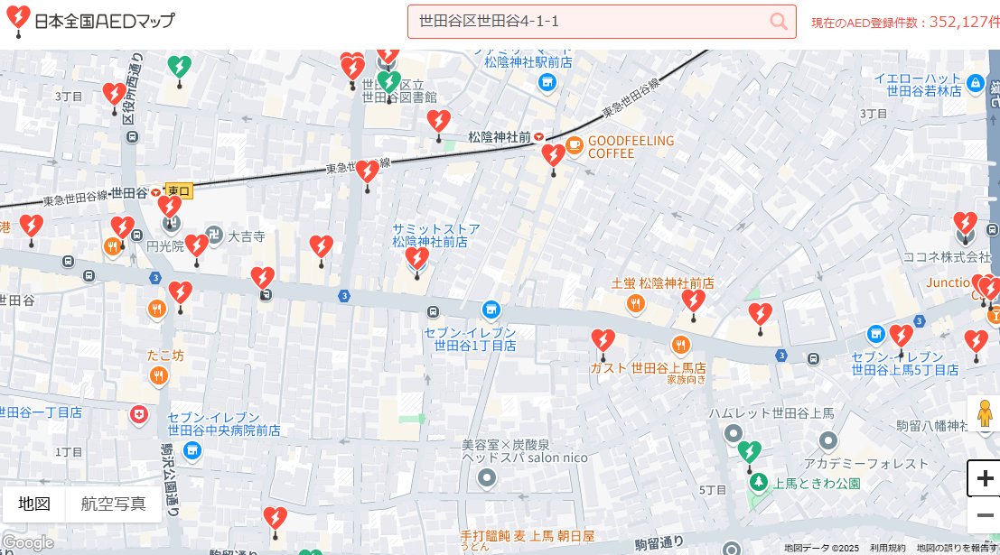 日本全国AEDマップ
世田谷区世田谷4-1-1
現在のAED登録件数：352,127件
松陰神社駅前店
イエローハット
世田谷若林店
3丁目
区役所西通り
世田谷区立
世田谷図書館
東急世田谷線
3丁目
松陰神社前
GOODFEELING
COFFEE
東急世田谷線
東急世田谷線
世田谷
東口
港
円光院
大吉寺
サミットストア
松陰神社前店
ココネ株式会社
3
世田谷
3
土蛍 松陰神社前店
3
セブン-イレブン
世田谷1丁目店
たこ坊
ガスト 世田谷上馬店
家族向き
3
セブン-イレブン
世田谷上馬5丁目店
世田谷一丁目店
セブン-イレブン
世田谷中央病院前店
ハムレット世田谷上馬
駒留八幡神社
1丁目
駒沢公園通り
美容室×炭酸泉
ヘッドスパ salon nico
アカデミーフォレスト
上馬ときわ公園
5丁目
地図
航空写真
手打饂飩 麦 上馬 朝日屋
うどん
駒留通り
駒留通り
Google
地図データ ©2025
利用規約
地図の誤りを報告す